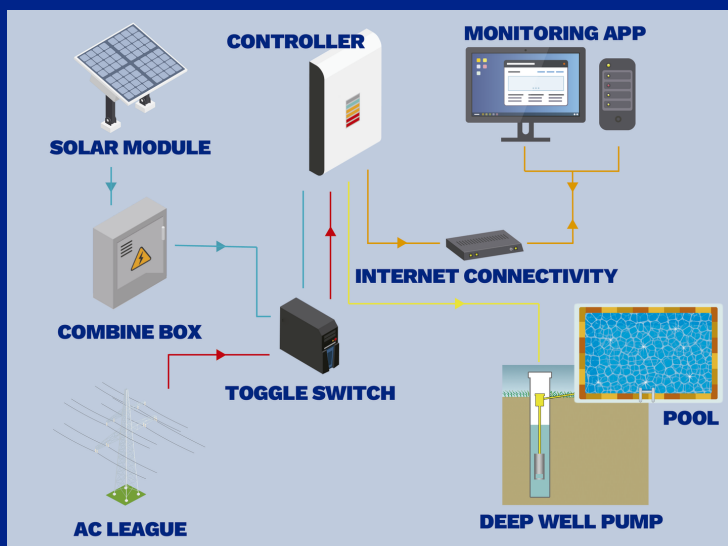 CONTROLLER
MONITORING APP
SOLAR MODULE
INTERNET CONNECTIVITY
COMBINE BOX
TOGGLE SWITCH
POOL
AC LEAGUE
DEEP WELL PUMP